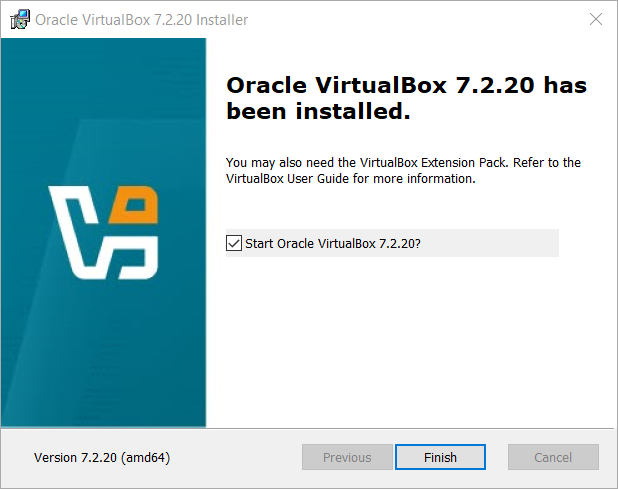 Oracle VirtualBox 7.2.20 Installer
Oracle VirtualBox 7.2.20 has
been installed.
You may also need the VirtualBox Extension Pack. Refer to the
VirtualBox User Guide for more information.
Start Oracle VirtualBox 7.2.20?
Version 7.2.20 (amd64)
Previous
Finish
Cancel